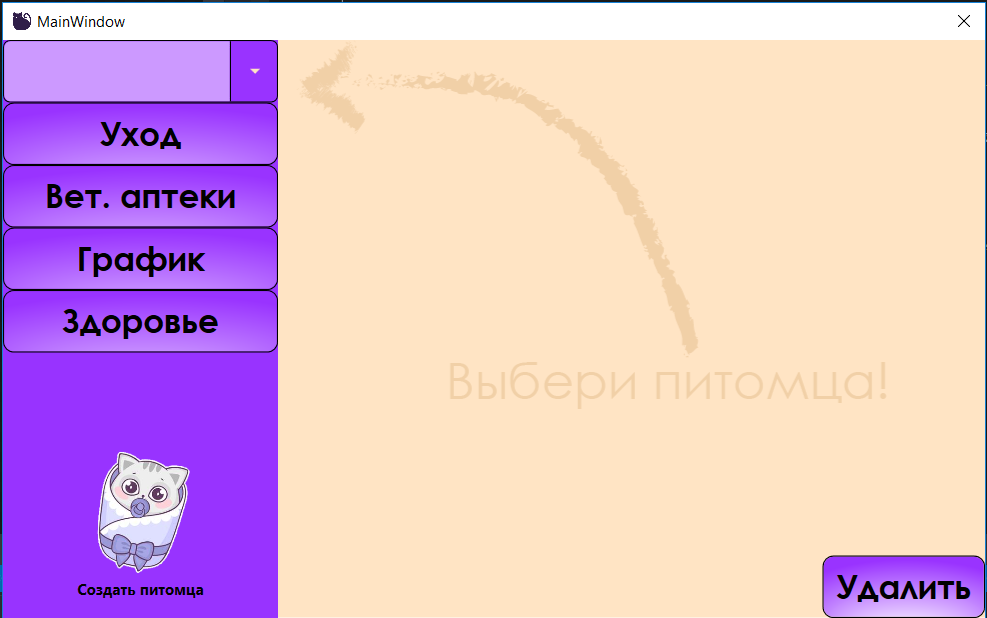 MainWindow
Уход
Вет. аптеки
График
Здоровье
Выбери питомца!
Создать питомца
Удалить